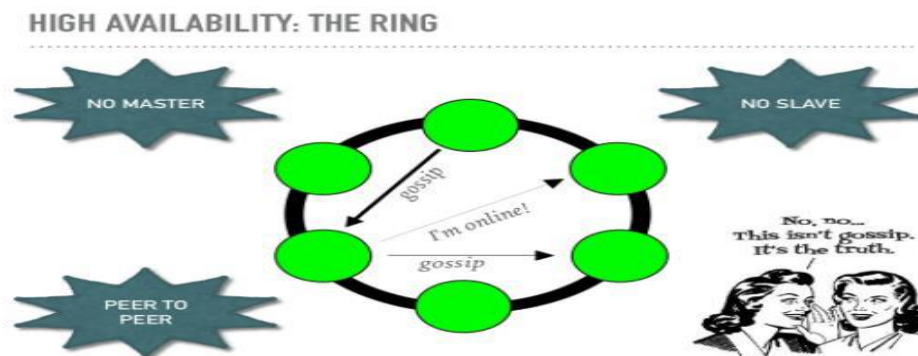 HIGH AVAILABILITY: THE RING
NO MASTER
NO SLAVE
gossip
I'm online!
gossip
No, no...
This isn't gossip.
It's the truth.
PEER TO
PEER